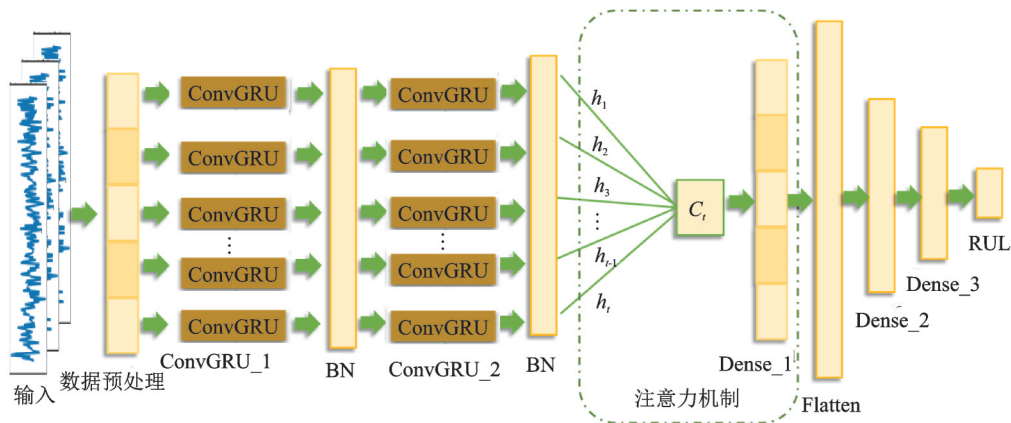 ConvGRU
ConvGRU
ConvGRU
ConvGRU
ConvGRU
ConvGRU
ConvGRU
ConvGRU
ConvGRU
ConvGRU
⋮
⋮
h1
h2
h3
⋮
ht-1
ht
Ct
RUL
Dense_3
Dense_2
Dense_1
ConvGRU_1
BN
ConvGRU_2
BN
数据预处理
输入
注意力机制
Flatten